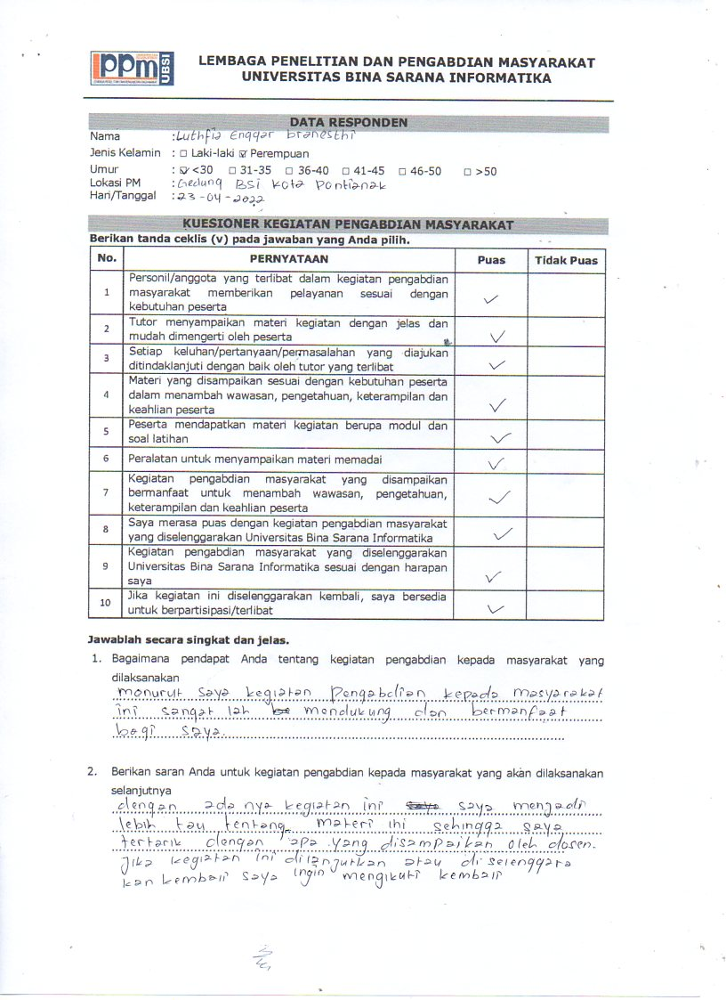 lppm UBSI
LEMBAGA PENELITIAN DAN PENGABDIAN MASYARAKAT
UNIVERSITAS BINA SARANA INFORMATIKA
DATA RESPONDEN
Nama : Luthfia Enggar branesthi
Jenis Kelamin : ☐ Laki-laki ☑ Perempuan
Umur : ☑ <30 ☐ 31-35 ☐ 36-40 ☐ 41-45 ☐ 46-50 ☐ >50
Lokasi PM : Gedung BSI Kota Pontianak
Hari/Tanggal : 23-04-2022
KUESIONER KEGIATAN PENGABDIAN MASYARAKAT
Berikan tanda ceklis (v) pada jawaban yang Anda pilih.
No. PERNYATAAN Puas Tidak Puas
1 Personil/anggota yang terlibat dalam kegiatan pengabdian
masyarakat memberikan pelayanan sesuai dengan ✓
kebutuhan peserta
2 Tutor menyampaikan materi kegiatan dengan jelas dan
mudah dimengerti oleh peserta ✓
3 Setiap keluhan/pertanyaan/permasalahan yang diajukan
ditindaklanjuti dengan baik oleh tutor yang terlibat ✓
4 Materi yang disampaikan sesuai dengan kebutuhan peserta
dalam menambah wawasan, pengetahuan, keterampilan dan
keahlian peserta ✓
5 Peserta mendapatkan materi kegiatan berupa modul dan
soal latihan ✓
6 Peralatan untuk menyampaikan materi memadai ✓
7 Kegiatan pengabdian masyarakat yang disampaikan
bermanfaat untuk menambah wawasan, pengetahuan, ✓
keterampilan dan keahlian peserta
8 Saya merasa puas dengan kegiatan pengabdian masyarakat
yang diselenggarakan Universitas Bina Sarana Informatika ✓
9 Kegiatan pengabdian masyarakat yang diselenggarakan
Universitas Bina Sarana Informatika sesuai dengan harapan
saya ✓
10 Jika kegiatan ini diselenggarakan kembali, saya bersedia
untuk berpartisipasi/terlibat ✓
Jawablah secara singkat dan jelas.
1. Bagaimana pendapat Anda tentang kegiatan pengabdian kepada masyarakat yang
dilaksanakan
monurut saya kegiatan Pengabdian kepada masyarakat
ini sangat lah mendukung dan bermanfaat
bagi saya.
2. Berikan saran Anda untuk kegiatan pengabdian kepada masyarakat yang akan dilaksanakan
selanjutnya
dengan ada nya kegiatan ini saya menjadi
lebih tau tentang materi ini sehingga saya
tertarik dengan apa yang disampaikan oleh dosen.
Jika kegiatan ini dilanjutkan atau di selenggara
kan kembali saya ingin mengikuti kembali